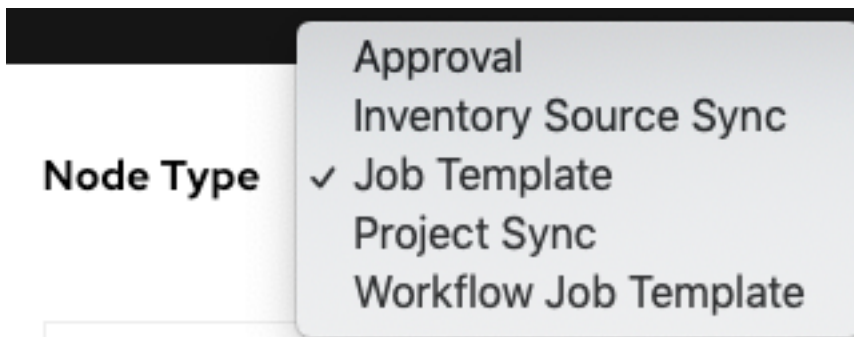 Approval
Inventory Source Sync
Node Type ✓ Job Template
Project Sync
Workflow Job Template